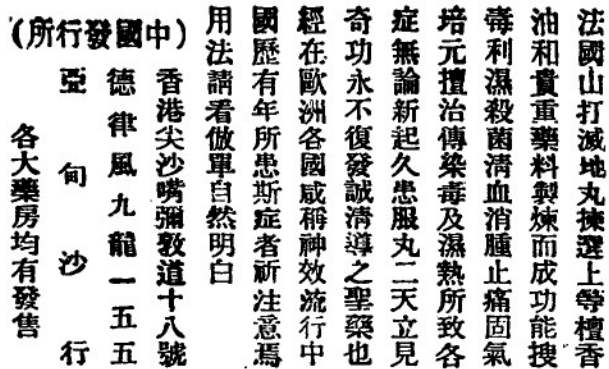 法國山打滅地丸揀選上等檀香
油和貴重藥料製煉而成功能搜
毒利濕殺菌清血消腫止痛固氣
培元擅治傳染毒及濕熱所致各
症無論新起久患服丸二天立見
奇功永不復發誠清導之聖藥也
經在歐洲各國咸稱神效流行中
國歷有年所患斯症者祈注意焉
用法請看倣單自然明白
(中國發行所)
香港尖沙嘴彌敦道十八號
德律風九龍一五五
亞甸沙行
各大藥房均有發售